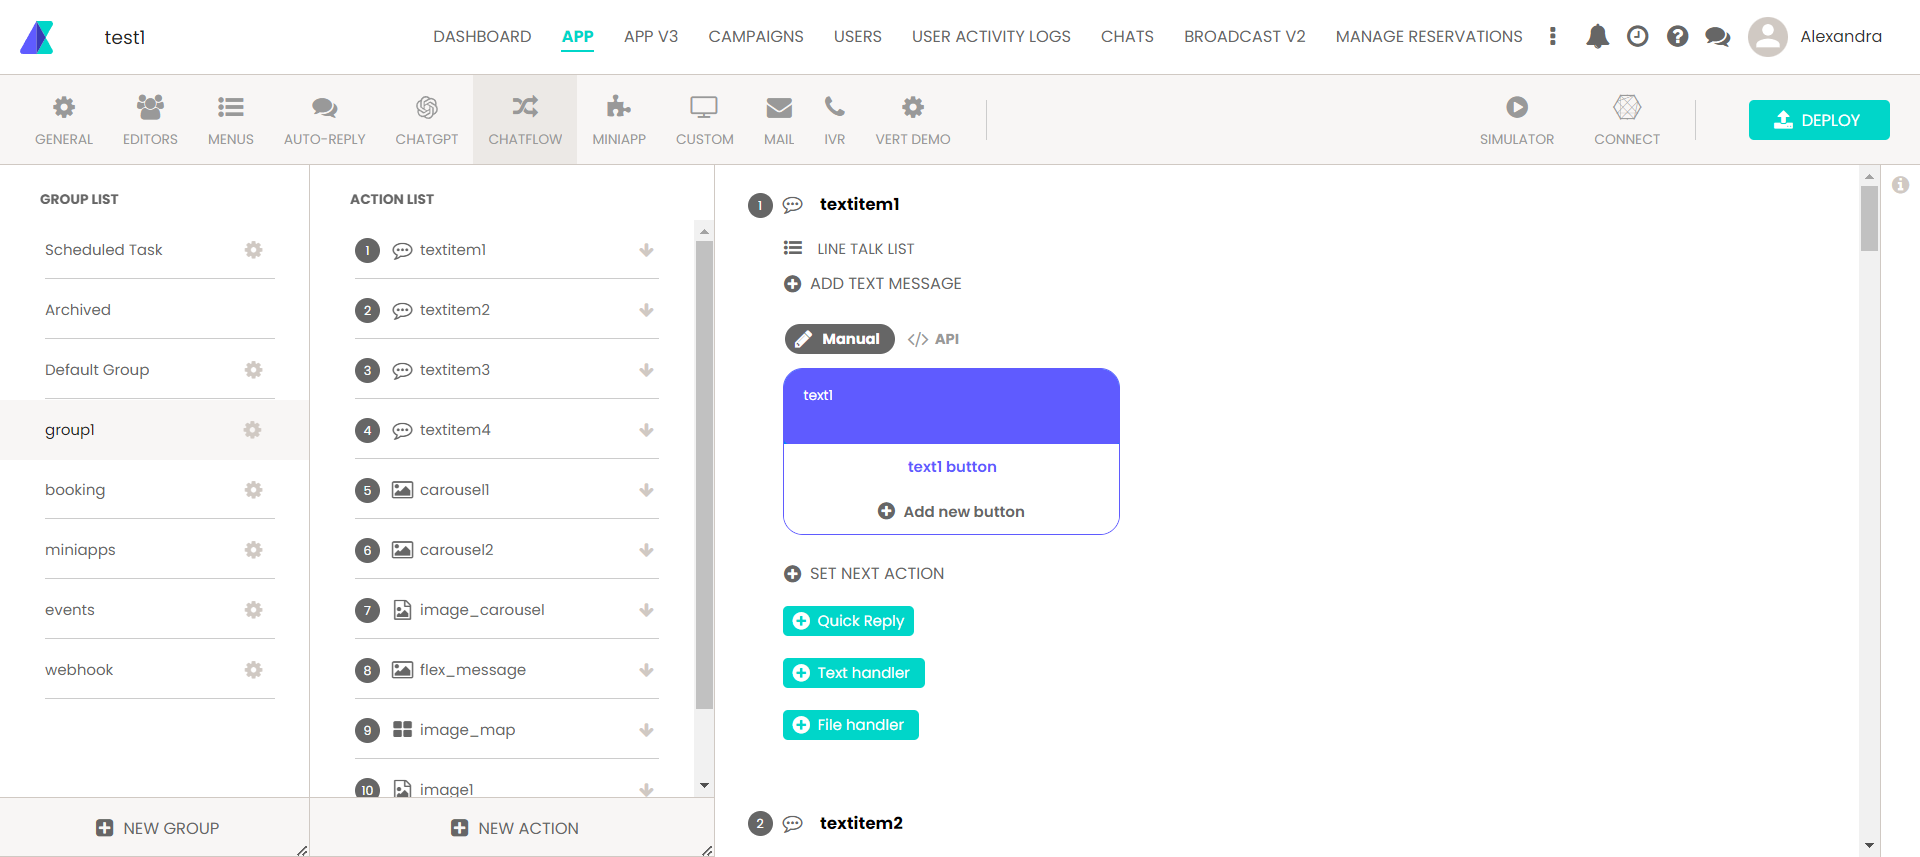 test1
DASHBOARD
APP
APP V3
CAMPAIGNS
USERS
USER ACTIVITY LOGS
CHATS
BROADCAST V2
MANAGE RESERVATIONS
Alexandra
GENERAL
EDITORS
MENUS
AUTO-REPLY
CHATGPT
CHATFLOW
MINIAPP
CUSTOM
MAIL
IVR
VERT DEMO
SIMULATOR
CONNECT
DEPLOY
GROUP LIST
Scheduled Task
Archived
Default Group
group1
booking
miniapps
events
webhook
NEW GROUP
ACTION LIST
1 textitem1
2 textitem2
3 textitem3
4 textitem4
5 carousel1
6 carousel2
7 image_carousel
8 flex_message
9 image_map
10 image1
NEW ACTION
1 textitem1
LINE TALK LIST
ADD TEXT MESSAGE
Manual
</> API
text1
text1 button
Add new button
SET NEXT ACTION
Quick Reply
Text handler
File handler
2 textitem2